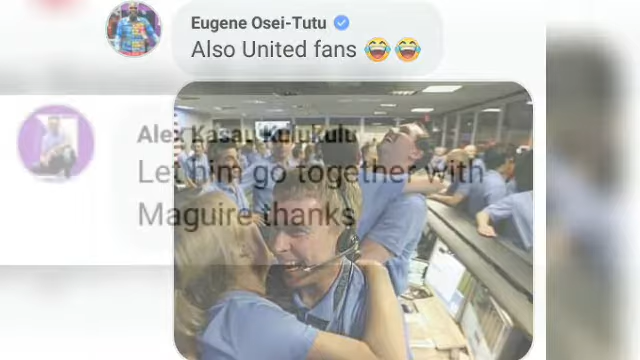 Eugene Osei-Tutu
Also United fans 😂😂
Alex Kasau Kulukulu
Let him go together with
Maguire thanks